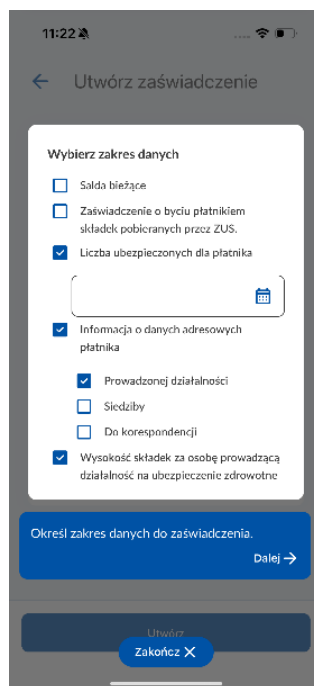 11:22
Utwórz zaświadczenie
Wybierz zakres danych
Salda bieżące
Zaświadczenie o byciu płatnikiem
składek pobieranych przez ZUS.
Liczba ubezpieczonych dla płatnika
Informacja o danych adresowych
płatnika
Prowadzonej działalności
Siedziby
Do korespondencji
Wysokość składek za osobę prowadzącą
działalność na ubezpieczenie zdrowotne
Określ zakres danych do zaświadczenia.
Dalej →
Utwórz
Zakończ X